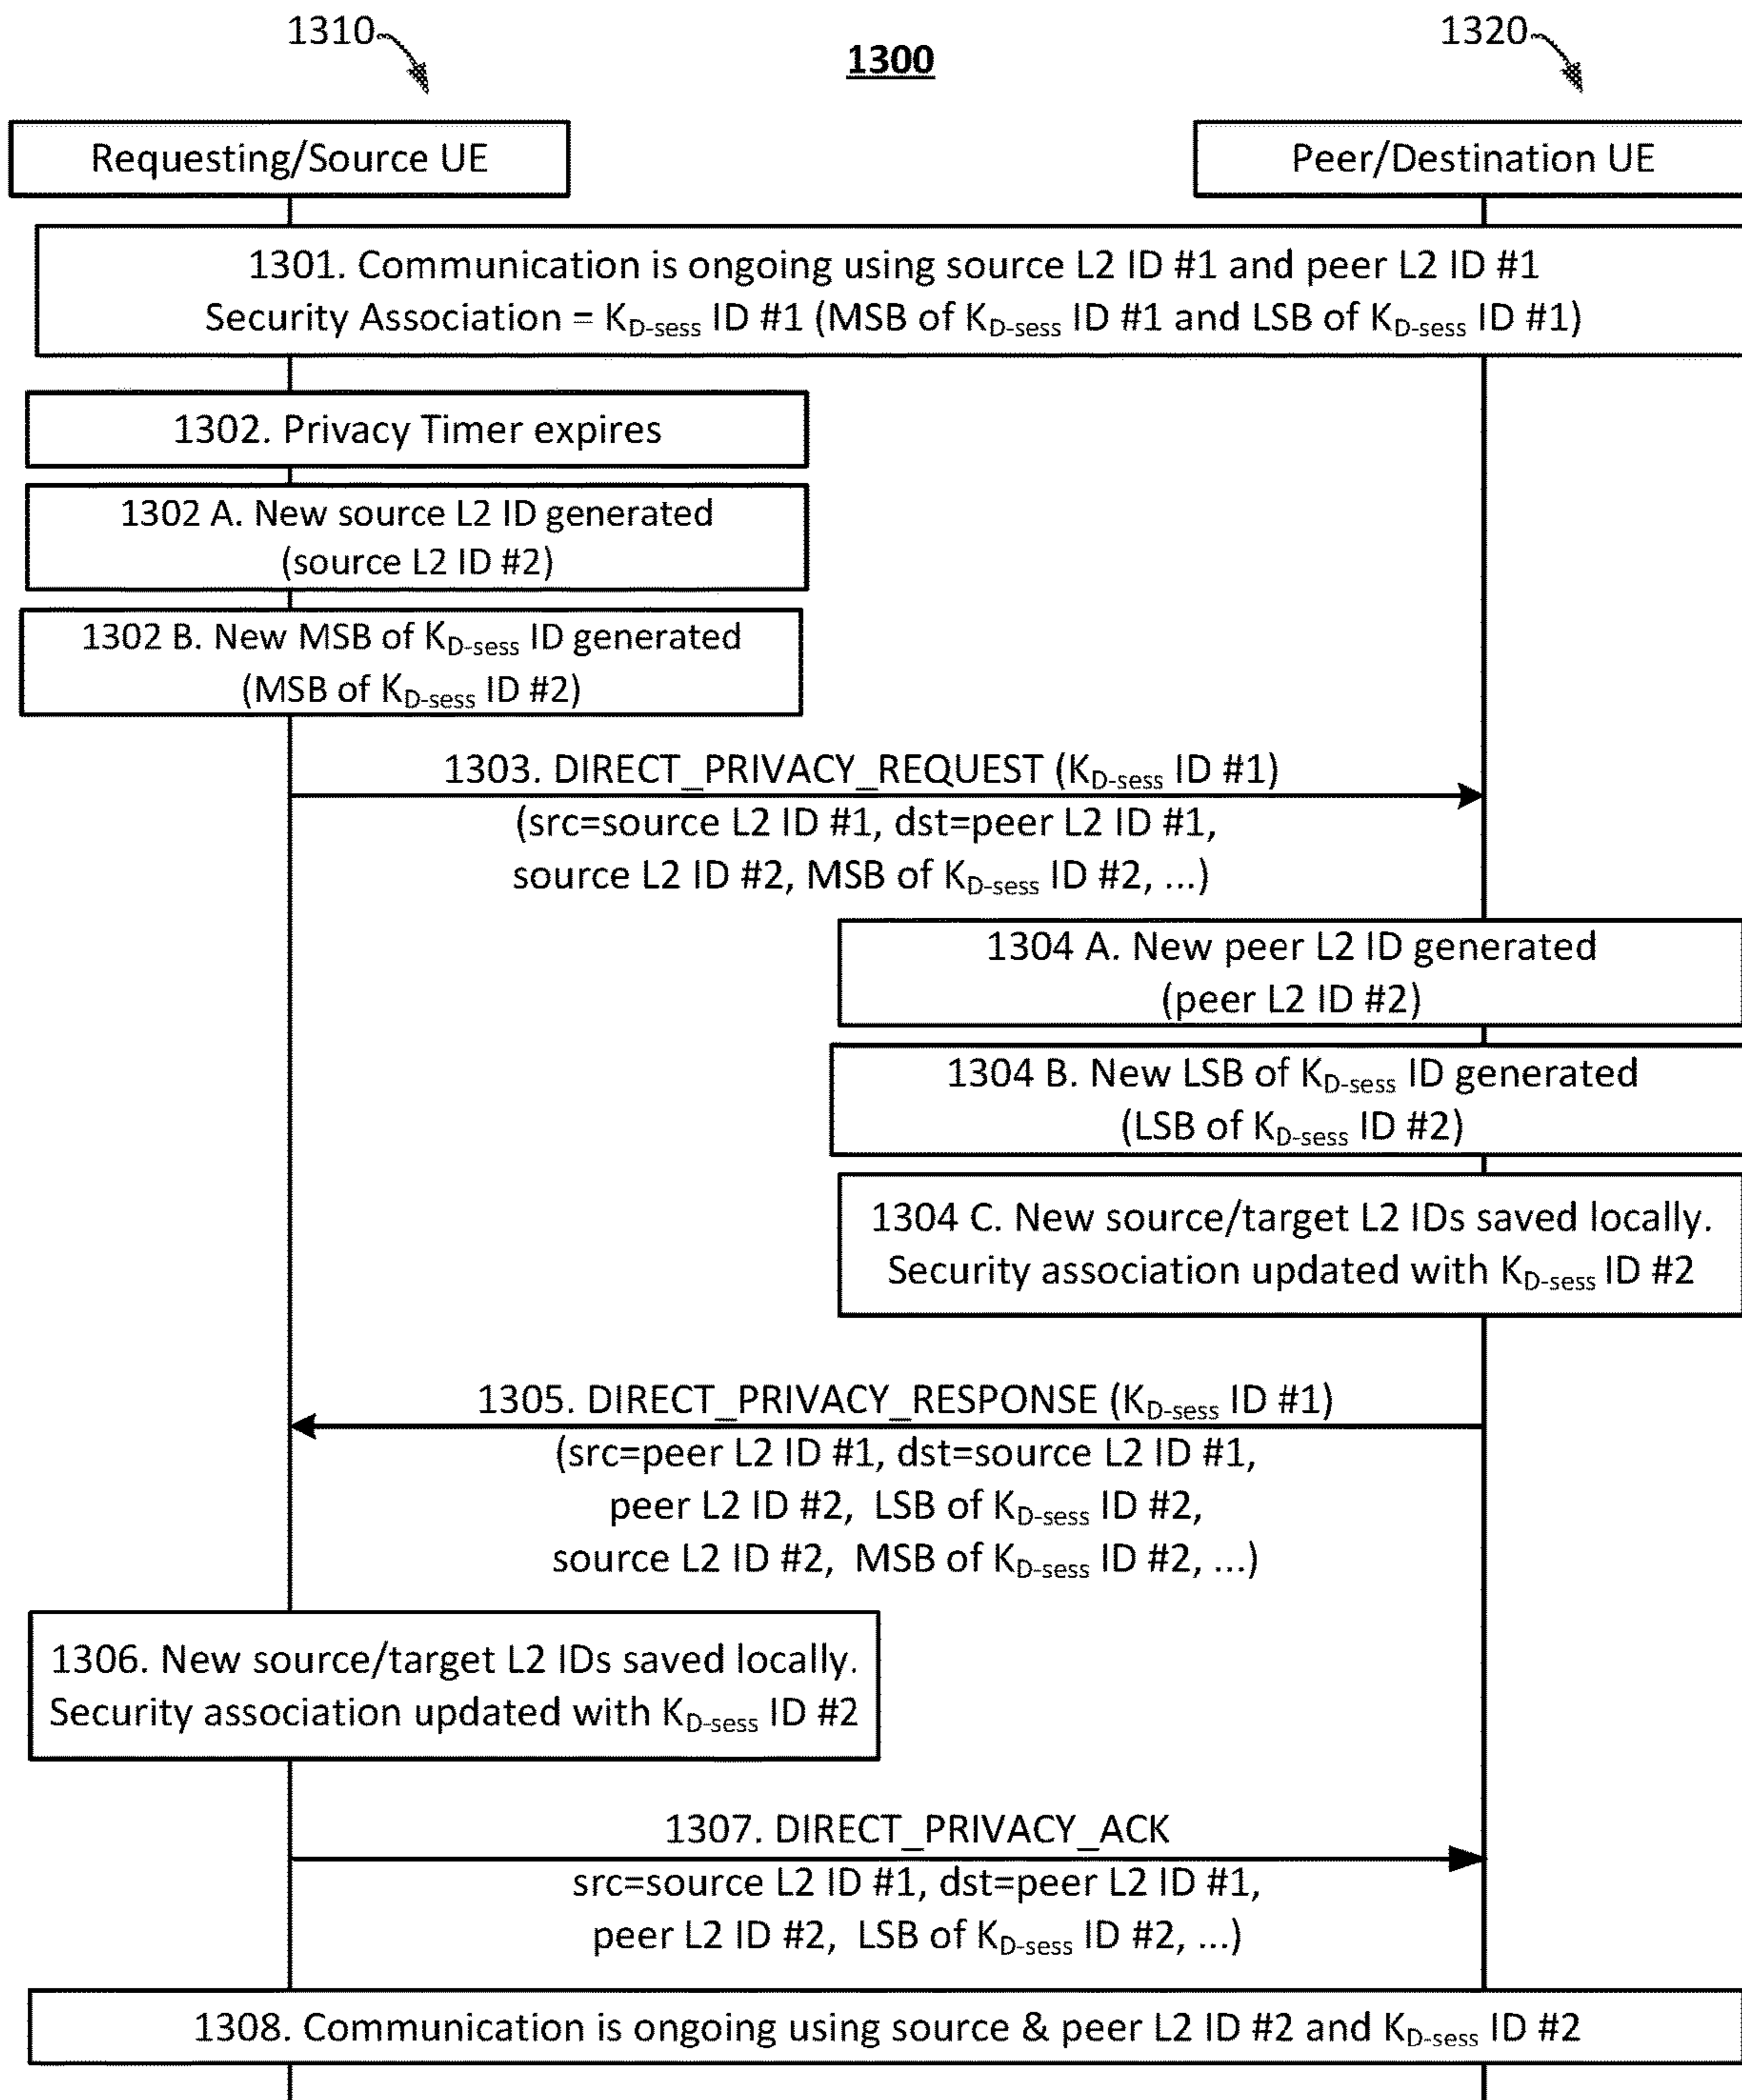 1310
1300
1320
Requesting/Source UE
Peer/Destination UE
1301. Communication is ongoing using source L2 ID #1 and peer L2 ID #1
Security Association = KD-sess ID #1 (MSB of KD-sess ID #1 and LSB of KD-sess ID #1)
1302. Privacy Timer expires
1302 A. New source L2 ID generated
(source L2 ID #2)
1302 B. New MSB of KD-sess ID generated
(MSB of KD-sess ID #2)
1303. DIRECT_PRIVACY_REQUEST (KD-sess ID #1)
(src=source L2 ID #1, dst=peer L2 ID #1,
source L2 ID #2, MSB of KD-sess ID #2, ...)
1304 A. New peer L2 ID generated
(peer L2 ID #2)
1304 B. New LSB of KD-sess ID generated
(LSB of KD-sess ID #2)
1304 C. New source/target L2 IDs saved locally.
Security association updated with KD-sess ID #2
1305. DIRECT_PRIVACY_RESPONSE (KD-sess ID #1)
(src=peer L2 ID #1, dst=source L2 ID #1,
peer L2 ID #2, LSB of KD-sess ID #2,
source L2 ID #2, MSB of KD-sess ID #2, ...)
1306. New source/target L2 IDs saved locally.
Security association updated with KD-sess ID #2
1307. DIRECT_PRIVACY_ACK
src=source L2 ID #1, dst=peer L2 ID #1,
peer L2 ID #2, LSB of KD-sess ID #2, ...)
1308. Communication is ongoing using source & peer L2 ID #2 and KD-sess ID #2